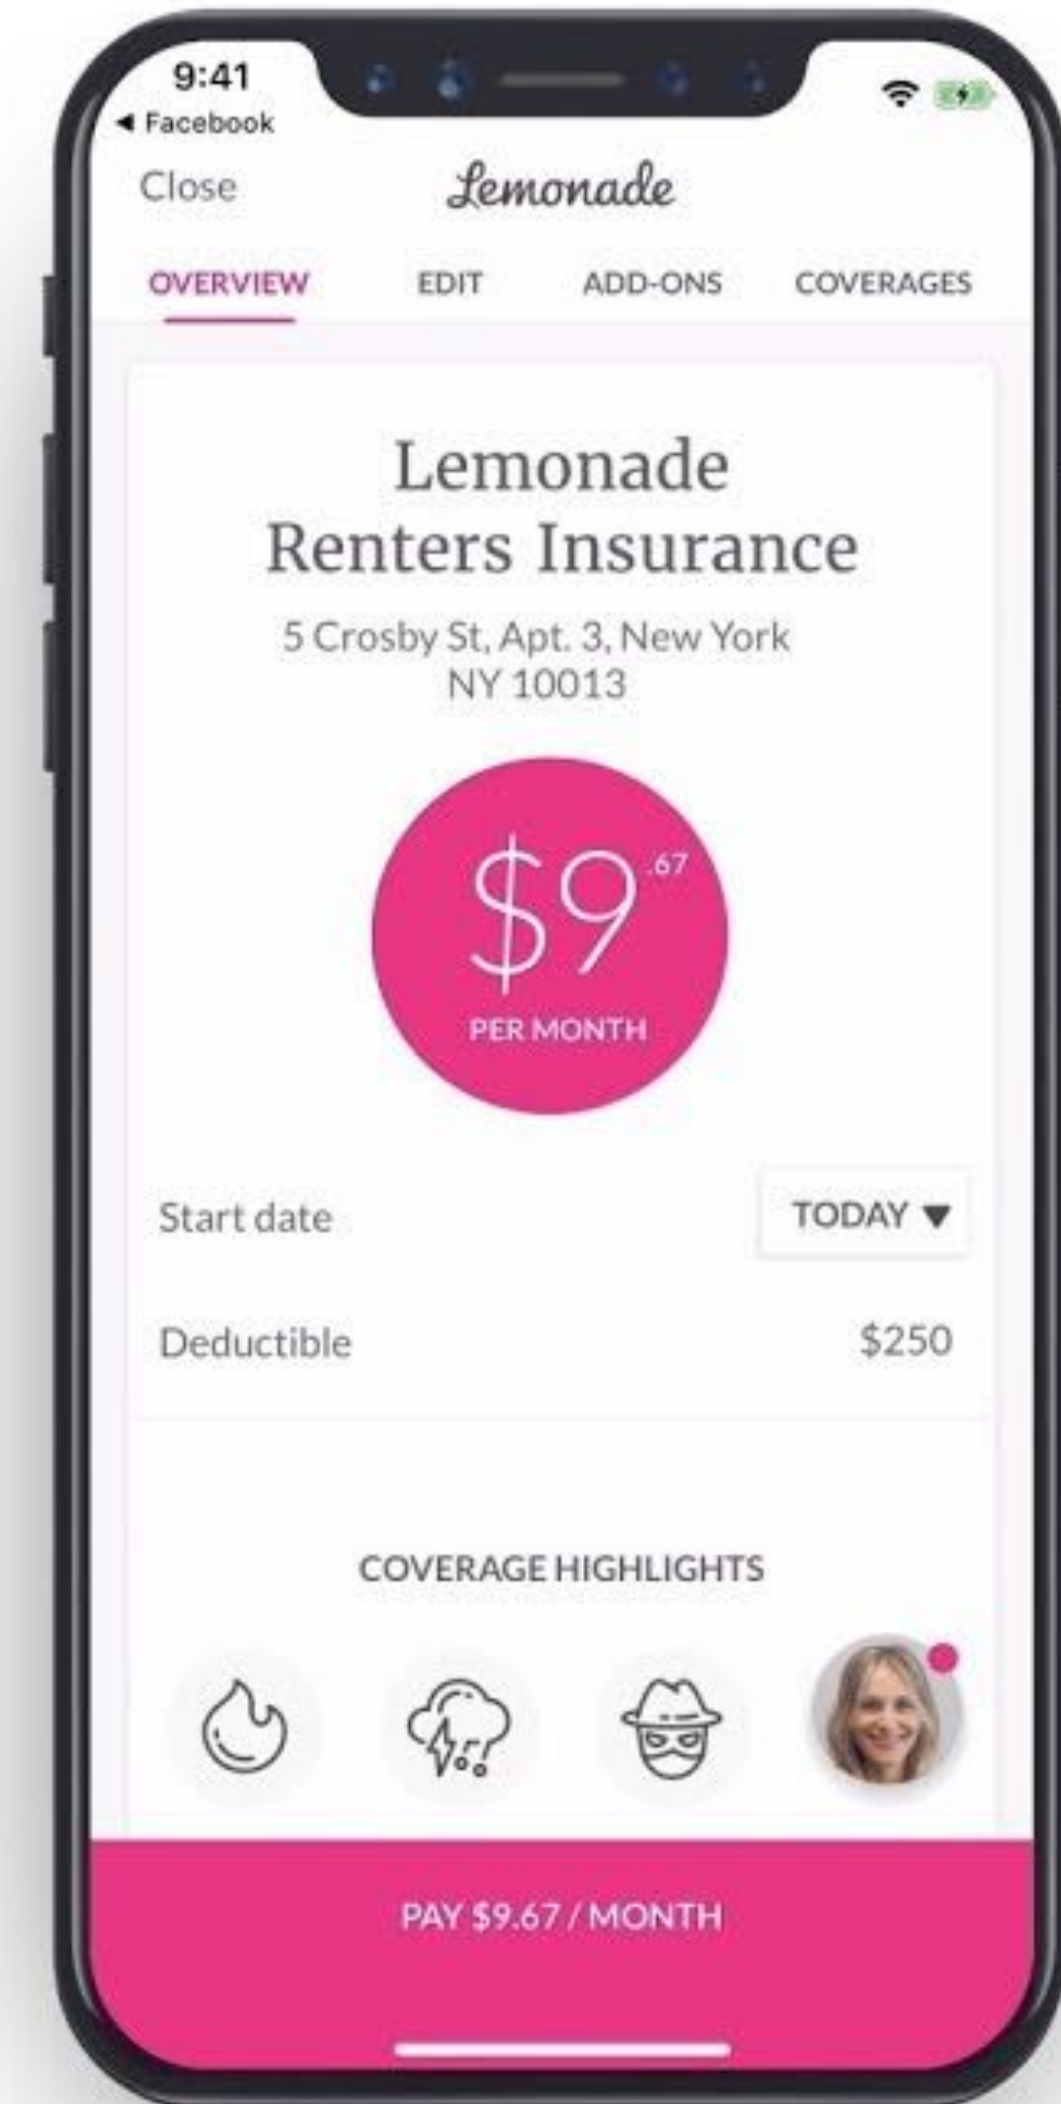 9:41
◀ Facebook
Close
Lemonade
OVERVIEW EDIT ADD-ONS COVERAGES
Lemonade
Renters Insurance
5 Crosby St, Apt. 3, New York
NY 10013
$9.67
PER MONTH
Start date TODAY ▼
Deductible $250
COVERAGE HIGHLIGHTS
PAY $9.67 / MONTH